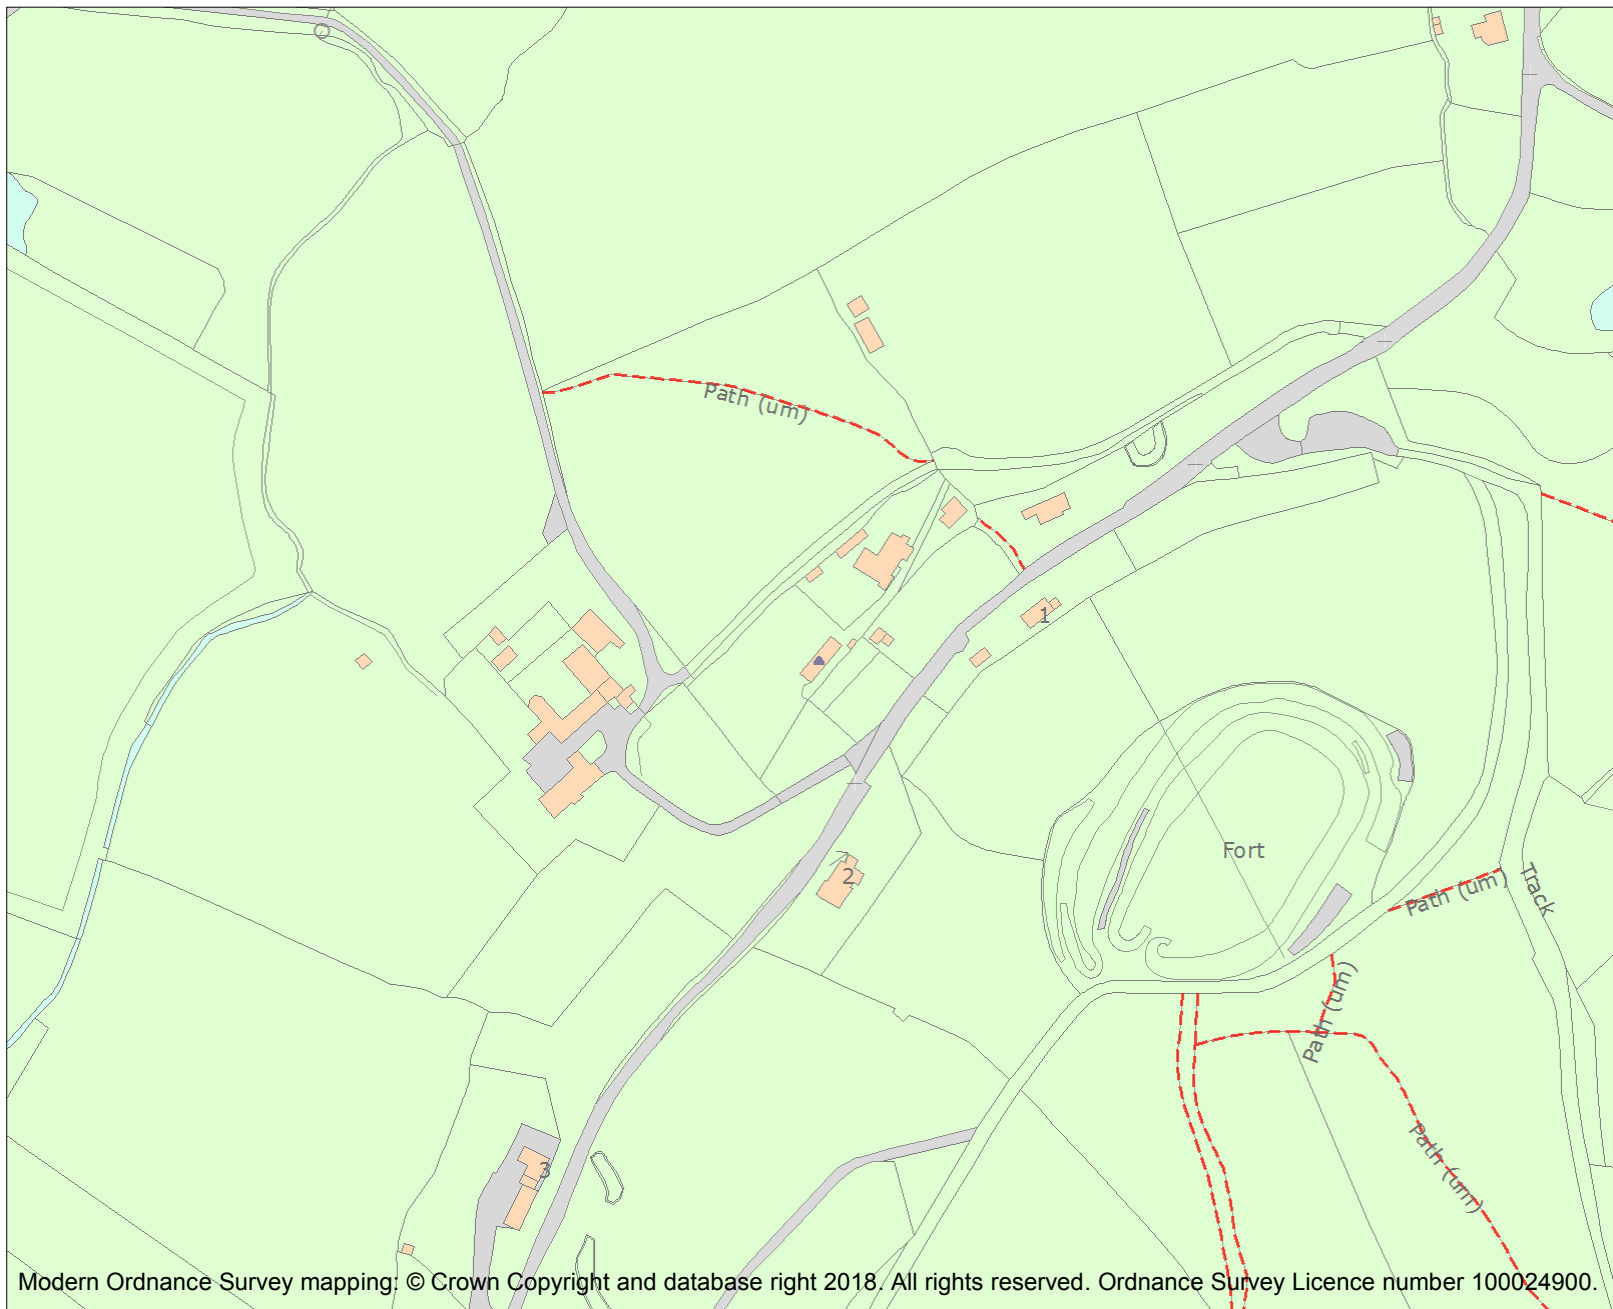 Path (um)
1
Fort
2
Path (um)
Track
Path (um)
Path (um)
3
Modern Ordnance Survey mapping: © Crown Copyright and database right 2018. All rights reserved. Ordnance Survey Licence number 100024900.